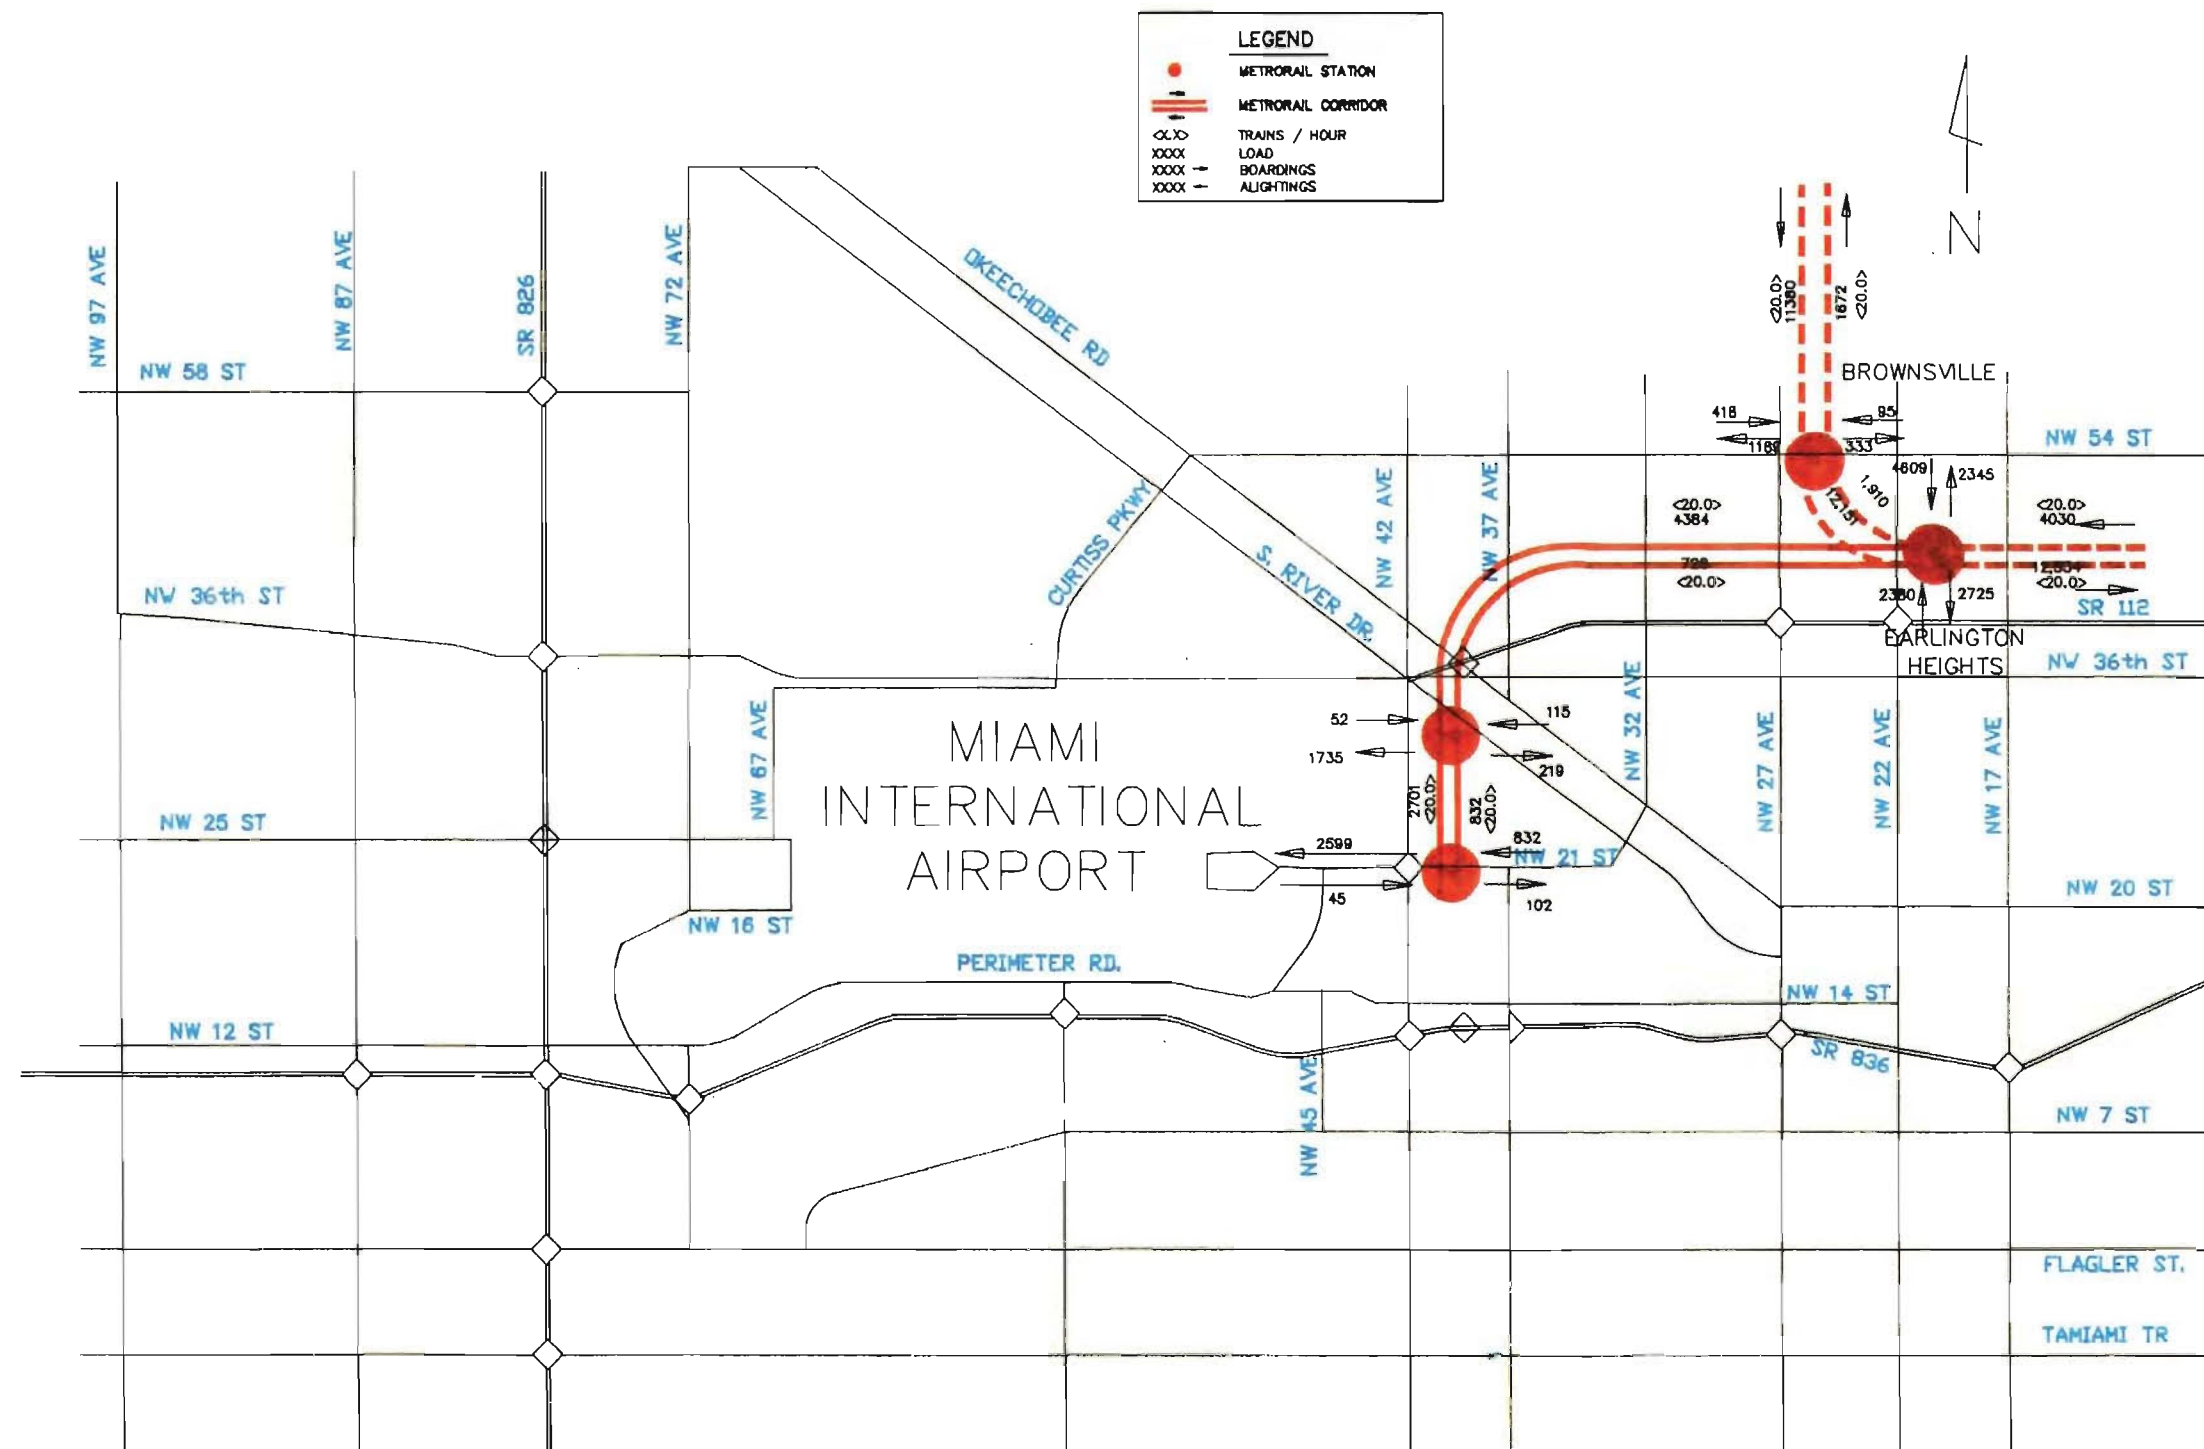 LEGEND
METRORAIL STATION
METRORAIL CORRIDOR
<X.X> TRAINS / HOUR
XXXX LOAD
XXXX BOARDINGS
XXXX ALIGHTINGS
N
NW 97 AVE
NW 87 AVE
SR 826
NW 72 AVE
OKEECHOBEE RD
<20.0>
11380
1672
<20.0>
BROWNSVILLE
NW 58 ST
418
95
1189
333
NW 54 ST
4609
2345
1,910
12,151
CURTISS PKWY
S. RIVER DR.
NW 42 AVE
NW 37 AVE
<20.0>
4384
<20.0>
4030
<20.0>
<20.0>
2380
2725
SR 112
NW 36th ST
EARLINGTON
HEIGHTS
NW 36th ST
NW 67 AVE
MIAMI
INTERNATIONAL
AIRPORT
52
115
1735
219
2701
<20.0>
832
<20.0>
NW 32 AVE
NW 27 AVE
NW 22 AVE
NW 17 AVE
NW 25 ST
2599
832
NW 21 ST
45
102
NW 20 ST
NW 16 ST
PERIMETER RD.
NW 14 ST
NW 12 ST
SR 836
NW 45 AVE
NW 7 ST
FLAGLER ST.
TAMIAMI TR